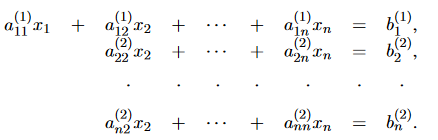 a_{11}^{(1)}x_1 + a_{12}^{(1)}x_2 + ⋯ + a_{1n}^{(1)}x_n = b_1^{(1)},
a_{22}^{(2)}x_2 + ⋯ + a_{2n}^{(2)}x_n = b_2^{(2)},
. . . . . . .
a_{n2}^{(2)}x_2 + ⋯ + a_{nn}^{(2)}x_n = b_n^{(2)}.